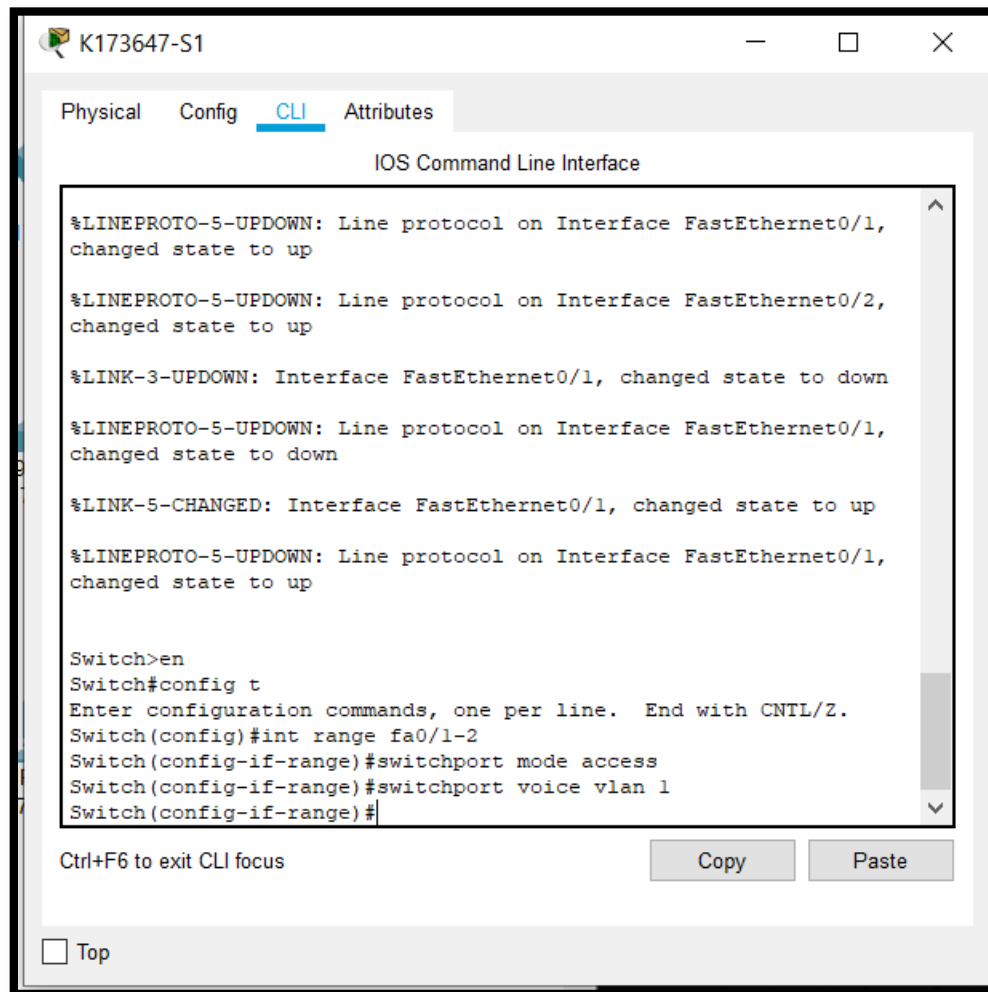 K173647-S1
Physical Config CLI Attributes
IOS Command Line Interface
%LINEPROTO-5-UPDOWN: Line protocol on Interface FastEthernet0/1,
changed state to up
%LINEPROTO-5-UPDOWN: Line protocol on Interface FastEthernet0/2,
changed state to up
%LINK-3-UPDOWN: Interface FastEthernet0/1, changed state to down
%LINEPROTO-5-UPDOWN: Line protocol on Interface FastEthernet0/1,
changed state to down
%LINK-5-CHANGED: Interface FastEthernet0/1, changed state to up
%LINEPROTO-5-UPDOWN: Line protocol on Interface FastEthernet0/1,
changed state to up
Switch>en
Switch#config t
Enter configuration commands, one per line.  End with CNTL/Z.
Switch(config)#int range fa0/1-2
Switch(config-if-range)#switchport mode access
Switch(config-if-range)#switchport voice vlan 1
Switch(config-if-range)#
Ctrl+F6 to exit CLI focus
Copy Paste
Top